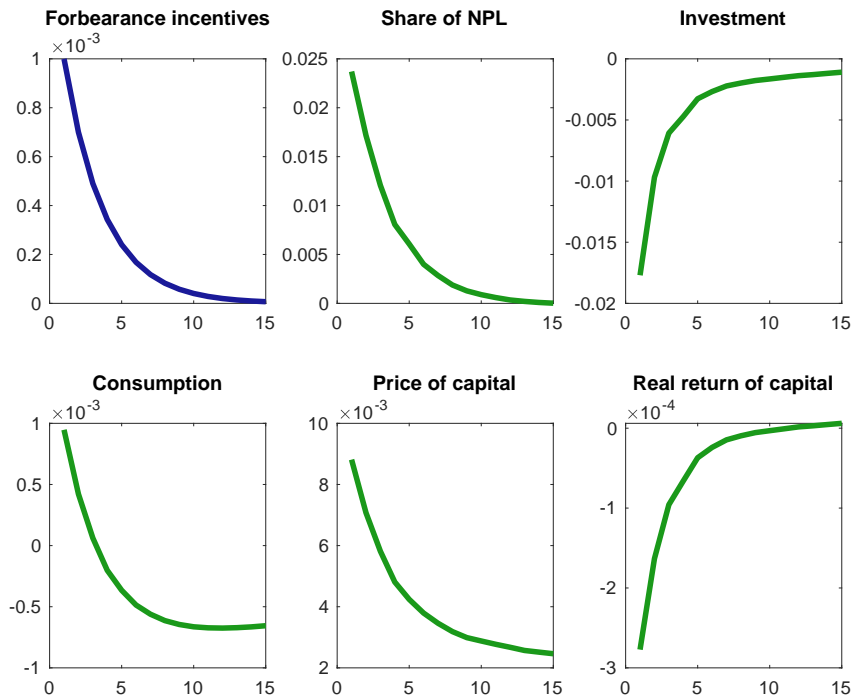 Forbearance incentives
×10-3
1
0.8
0.6
0.4
0.2
0
0 5 10 15
Share of NPL
0.025
0.02
0.015
0.01
0.005
0
0 5 10 15
Investment
0
-0.005
-0.01
-0.015
-0.02
0 5 10 15
Consumption
×10-3
1
0.5
0
-0.5
-1
0 5 10 15
Price of capital
×10-3
10
8
6
4
2
0 5 10 15
Real return of capital
×10-4
0
-1
-2
-3
0 5 10 15